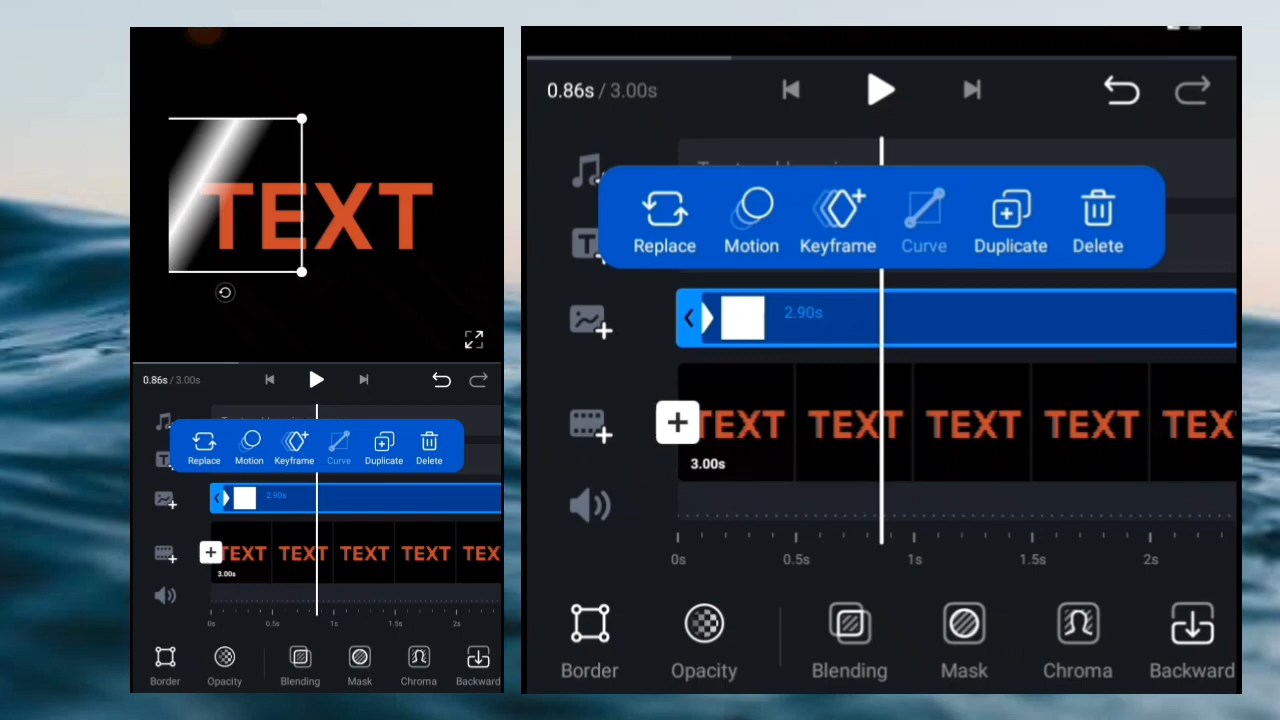 TEXT
0.86s / 3.00s
Replace Motion Keyframe Curve Duplicate Delete
2.90s
TEXT TEXT TEXT TEXT TEX
3.00s
0s 0.5s 1s 1.5s 2s
Border Opacity Blending Mask Chroma Backward
0.86s / 3.00s
Replace Motion Keyframe Curve Duplicate Delete
2.90s
TEXT TEXT TEXT TEXT TEX
3.00s
0s 0.5s 1s 1.5s 2s
Border Opacity Blending Mask Chroma Backward